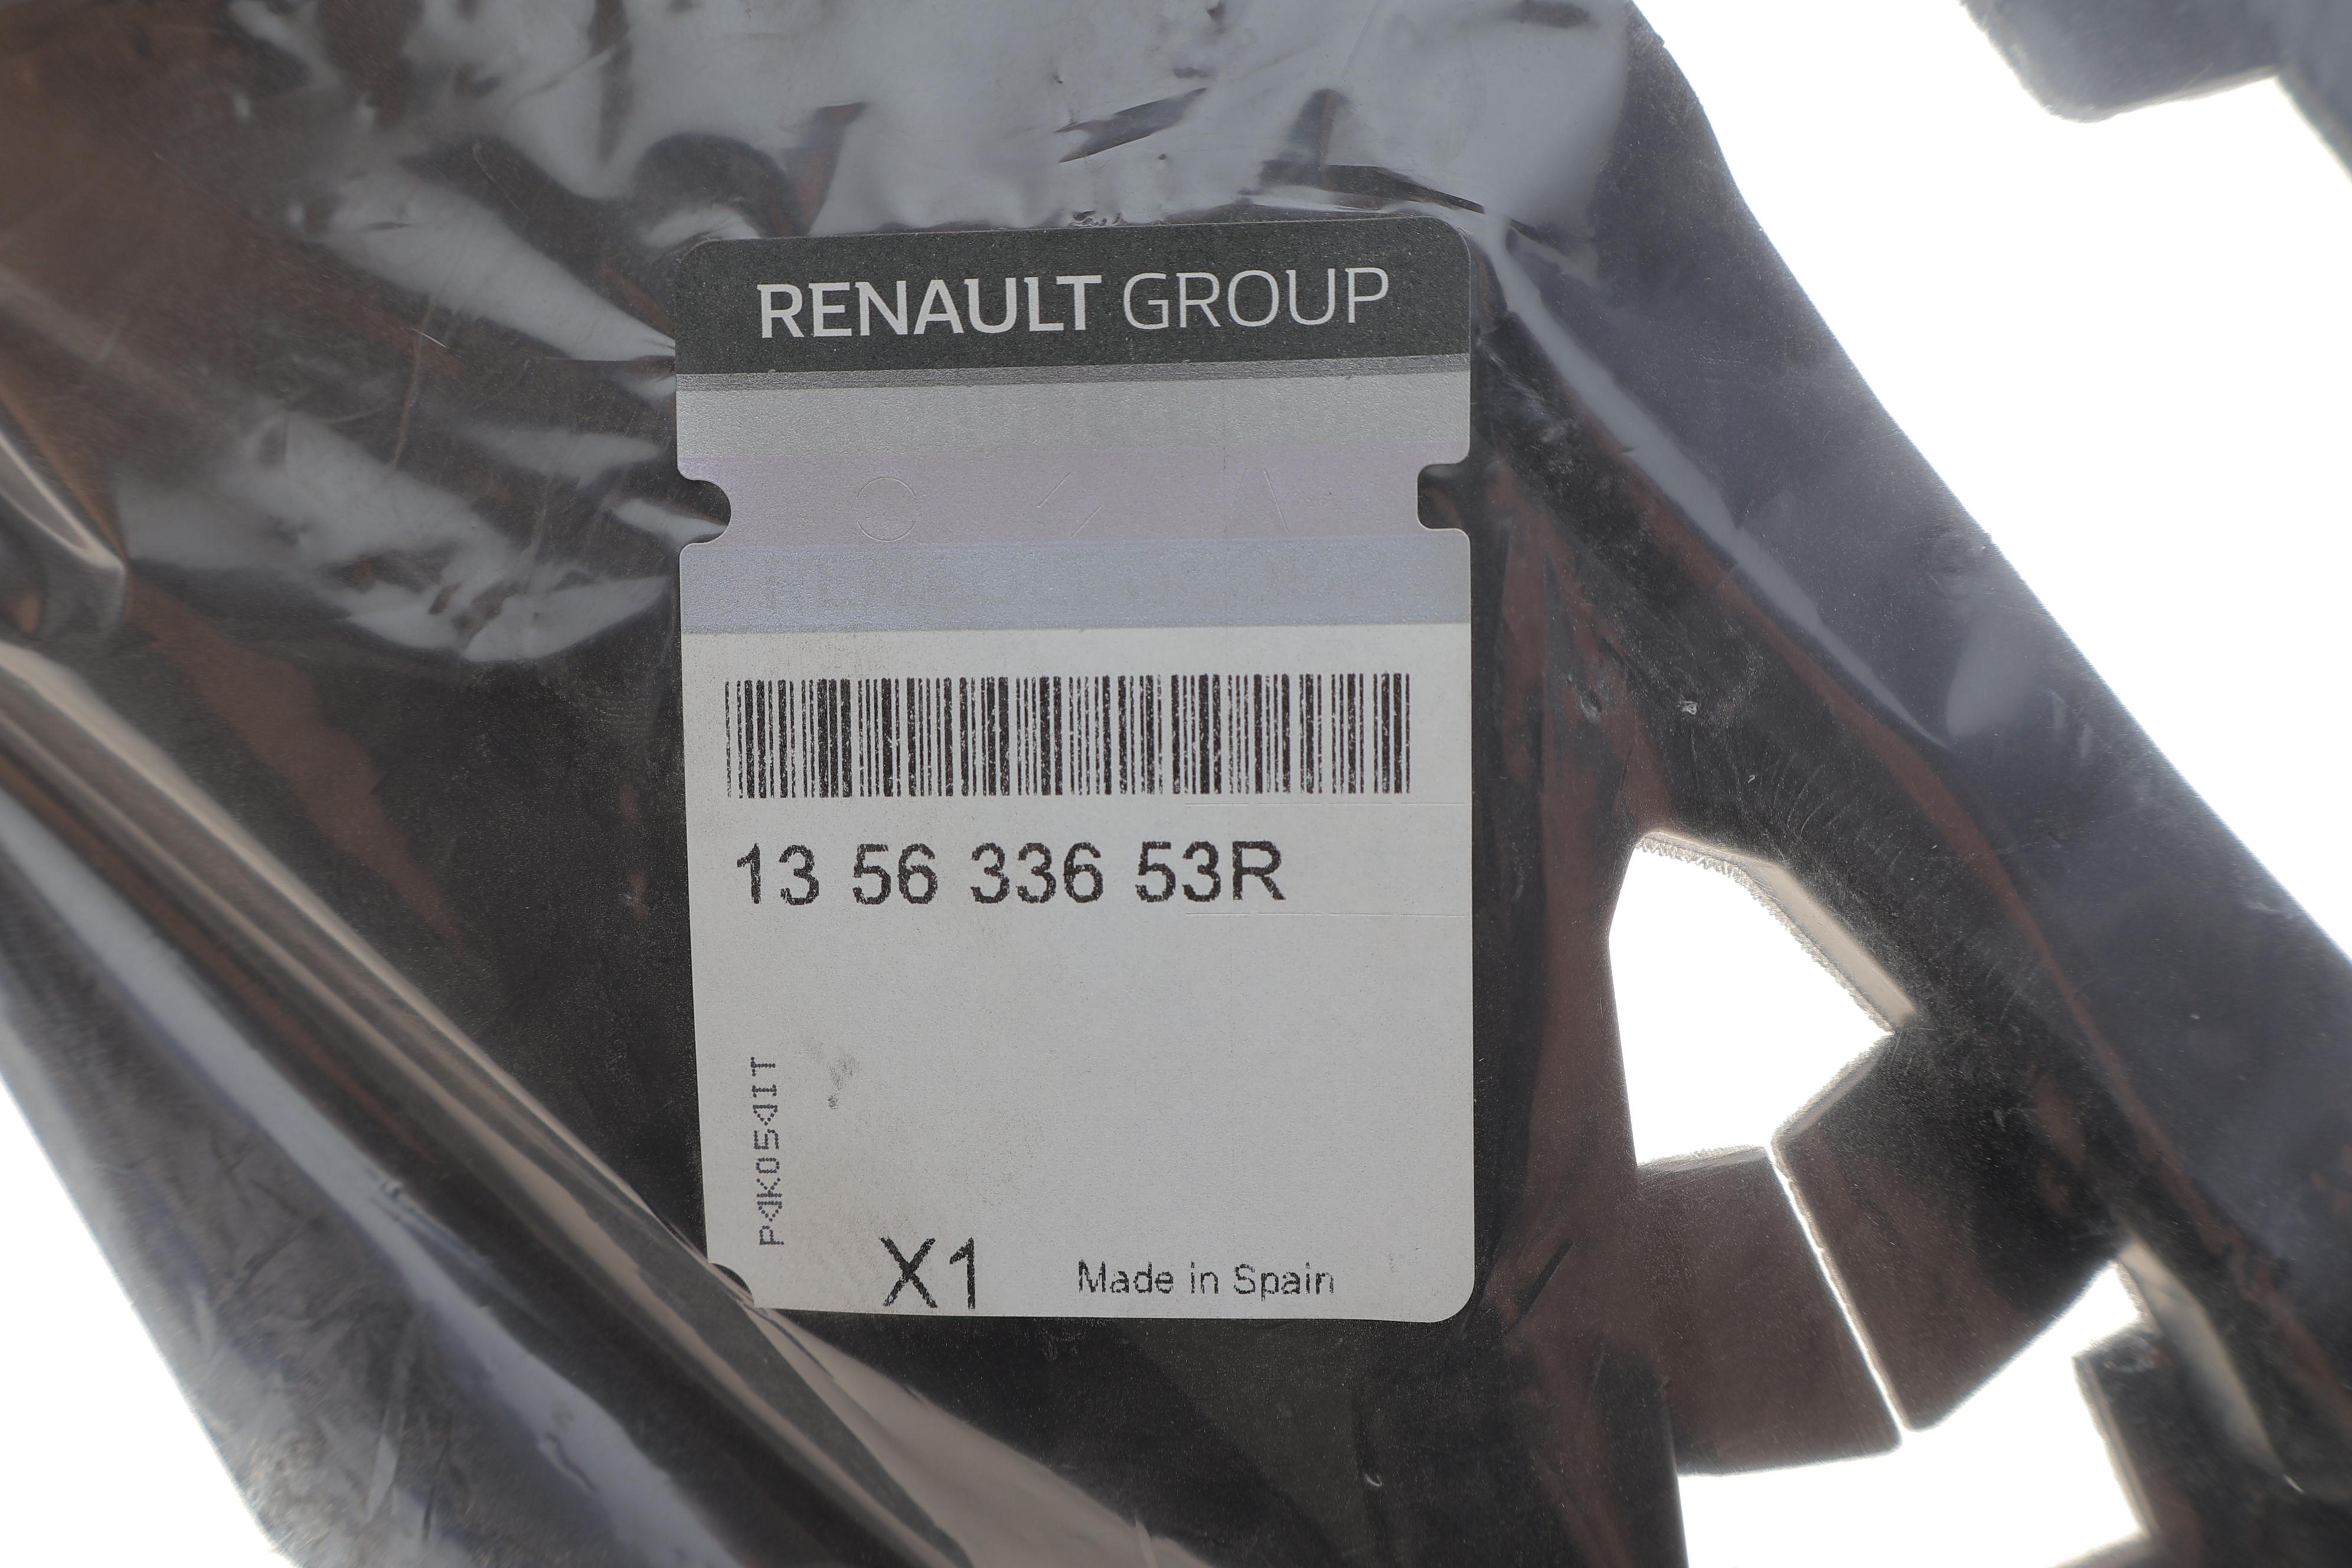 RENAULT GROUP
13 56 336 53R
P4K054IT
X1
Made in Spain